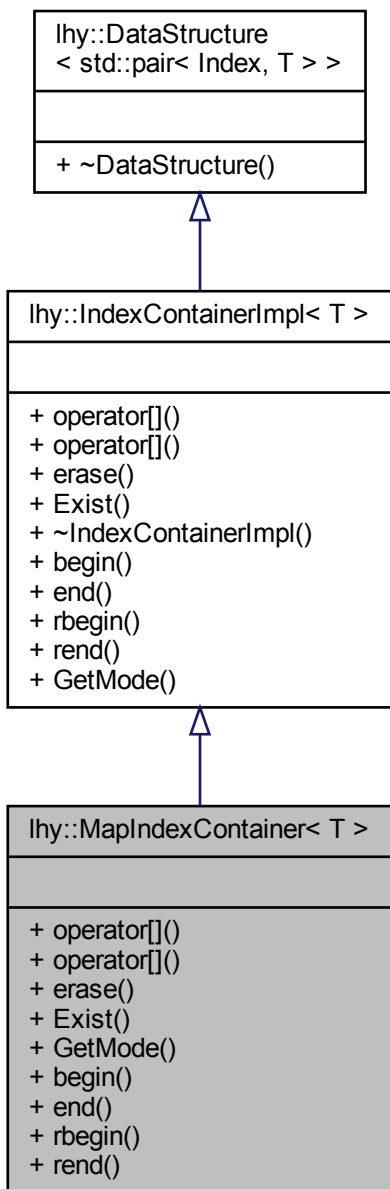 lhy::DataStructure
< std::pair< Index, T > >
+ ~DataStructure()
lhy::IndexContainerImpl< T >
+ operator[]()
+ operator[]()
+ erase()
+ Exist()
+ ~IndexContainerImpl()
+ begin()
+ end()
+ rbegin()
+ rend()
+ GetMode()
lhy::MapIndexContainer< T >
+ operator[]()
+ operator[]()
+ erase()
+ Exist()
+ GetMode()
+ begin()
+ end()
+ rbegin()
+ rend()